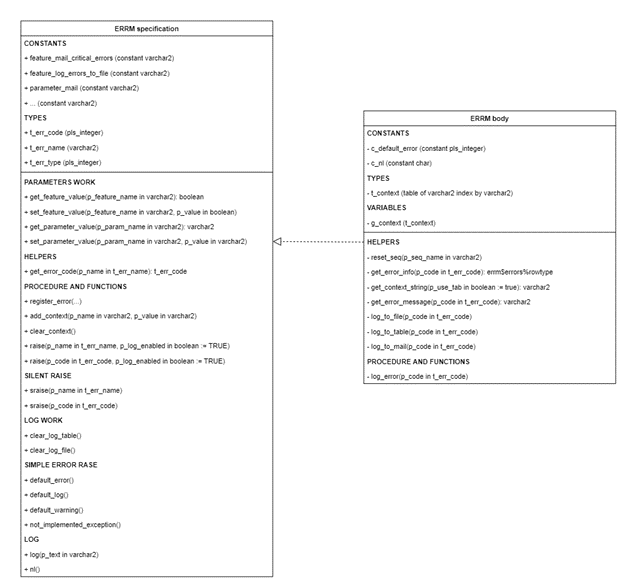 ERRM specification
CONSTANTS
+ feature_mail_critical_errors (constant varchar2)
+ feature_log_errors_to_file (constant varchar2)
+ parameter_mail (constant varchar2)
+ ... (constant varchar2)
TYPES
+ t_err_code (pls_integer)
+ t_err_name (varchar2)
+ t_err_type (pls_integer)
PARAMETERS WORK
+ get_feature_value(p_feature_name in varchar2): boolean
+ set_feature_value(p_feature_name in varchar2, p_value in boolean)
+ get_parameter_value(p_param_name in varchar2): varchar2
+ set_parameter_value(p_param_name in varchar2, p_value in varchar2)
HELPERS
+ get_error_code(p_name in t_err_name): t_err_code
PROCEDURE AND FUNCTIONS
+ register_error(...)
+ add_context(p_name in varchar2, p_value in varchar2)
+ clear_context()
+ raise(p_name in t_err_name, p_log_enabled in boolean := TRUE)
+ raise(p_code in t_err_code, p_log_enabled in boolean := TRUE)
SILENT RAISE
+ sraise(p_name in t_err_name)
+ sraise(p_code in t_err_code)
LOG WORK
+ clear_log_table()
+ clear_log_file()
SIMPLE ERROR RASE
+ default_error()
+ default_log()
+ default_warning()
+ not_implemented_exception()
LOG
+ log(p_text in varchar2)
+ nl()
ERRM body
CONSTANTS
- c_default_error (constant pls_integer)
- c_nl (constant char)
TYPES
- t_context (table of varchar2 index by varchar2)
VARIABLES
- g_context (t_context)
HELPERS
- reset_seq(p_seq_name in varchar2)
- get_error_info(p_code in t_err_code): errm$errors%rowtype
- get_context_string(p_use_tab in boolean := true): varchar2
- get_error_message(p_code in t_err_code): varchar2
- log_to_file(p_code in t_err_code)
- log_to_table(p_code in t_err_code)
- log_to_mail(p_code in t_err_code)
PROCEDURE AND FUNCTIONS
- log_error(p_code in t_err_code)